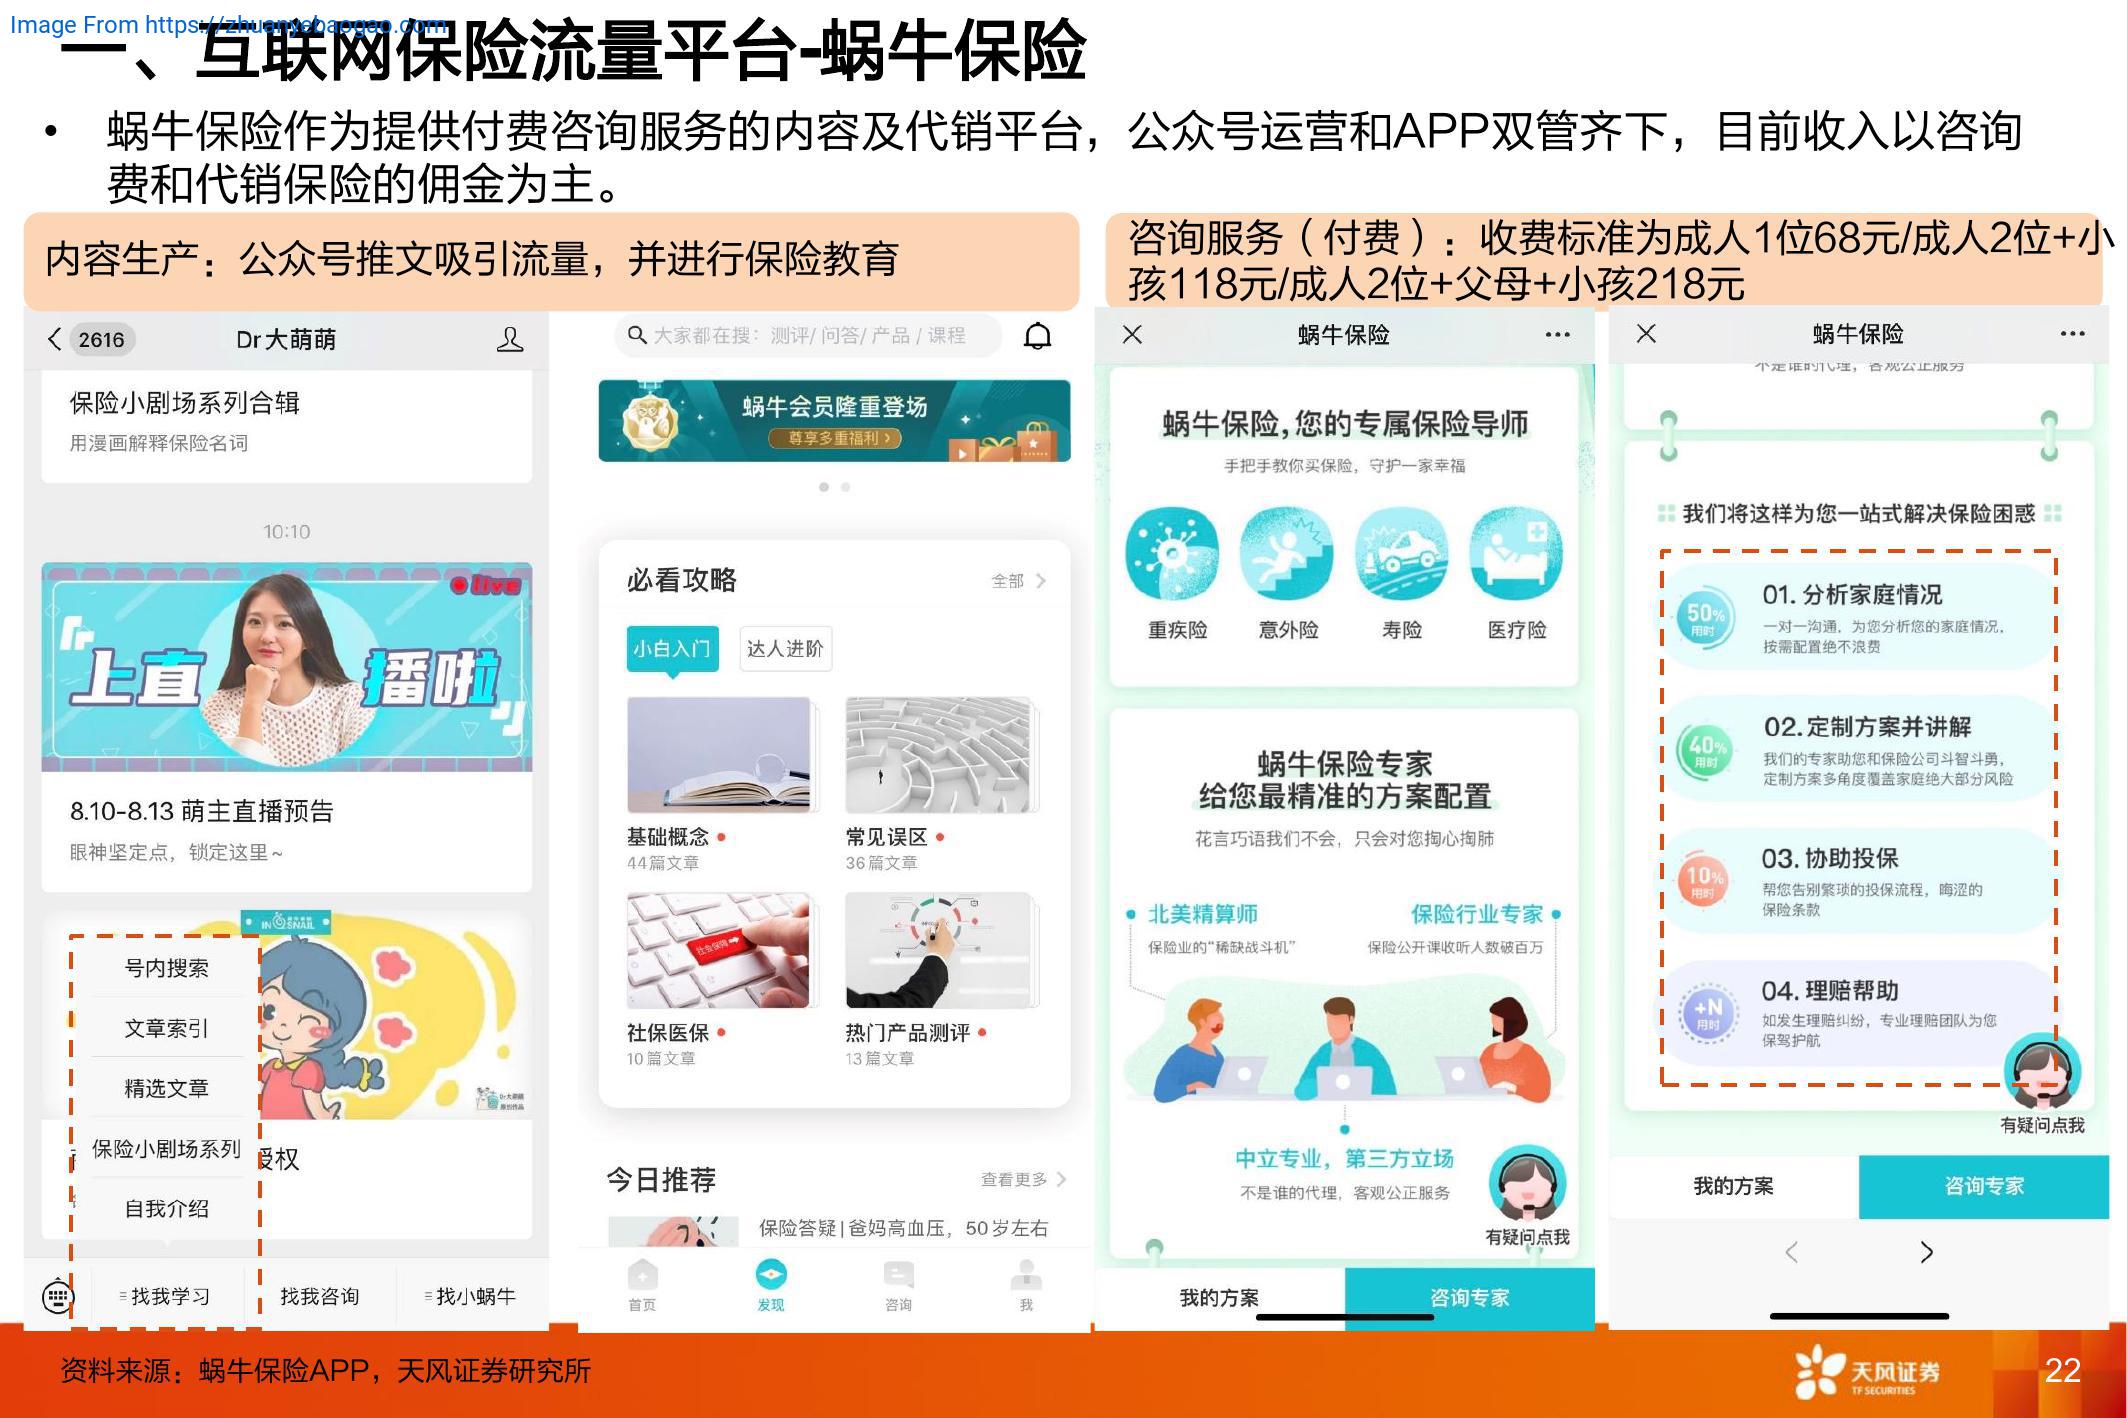 Image From https://zhuanyebaogao.com
一、互联网保险流量平台-蜗牛保险
• 蜗牛保险作为提供付费咨询服务的内容及代销平台，公众号运营和APP双管齐下，目前收入以咨询
费和代销保险的佣金为主。
内容生产：公众号推文吸引流量，并进行保险教育
咨询服务（付费）：收费标准为成人1位68元/成人2位+小
孩118元/成人2位+父母+小孩218元
2616
Dr大萌萌
保险小剧场系列合辑
用漫画解释保险名词
10:10
live
上直播啦
8.10-8.13 萌主直播预告
眼神坚定点，锁定这里~
IN SNAIL
号内搜索
文章索引
精选文章
保险小剧场系列
授权
自我介绍
找我学习
找我咨询
找小蜗牛
大家都在搜：测评/ 问答/ 产品 / 课程
蜗牛会员隆重登场
尊享多重福利 >
必看攻略
全部 >
小白入门
达人进阶
基础概念
44篇文章
常见误区
36篇文章
社会保障
社保医保
10篇文章
热门产品测评
13篇文章
今日推荐
查看更多 >
保险答疑|爸妈高血压，50岁左右
首页
发现
咨询
我
蜗牛保险
蜗牛保险,您的专属保险导师
手把手教你买保险，守护一家幸福
重疾险
意外险
寿险
医疗险
蜗牛保险专家
给您最精准的方案配置
花言巧语我们不会，只会对您掏心掏肺
北美精算师
保险业的“稀缺战斗机”
保险行业专家
保险公开课收听人数破百万
中立专业，第三方立场
不是谁的代理，客观公正服务
有疑问点我
我的方案
咨询专家
蜗牛保险
不是谁的代理，客观公正服务
我们将这样为您一站式解决保险困惑
50%
用时
01. 分析家庭情况
一对一沟通，为您分析您的家庭情况，
按需配置绝不浪费
40%
用时
02.定制方案并讲解
我们的专家助您和保险公司斗智斗勇，
定制方案多角度覆盖家庭绝大部分风险
10%
用时
03. 协助投保
帮您告别繁琐的投保流程，晦涩的
保险条款
+N
用时
04. 理赔帮助
如发生理赔纠纷，专业理赔团队为您
保驾护航
有疑问点我
我的方案
咨询专家
资料来源：蜗牛保险APP，天风证券研究所
天风证券
TF SECURITIES
22